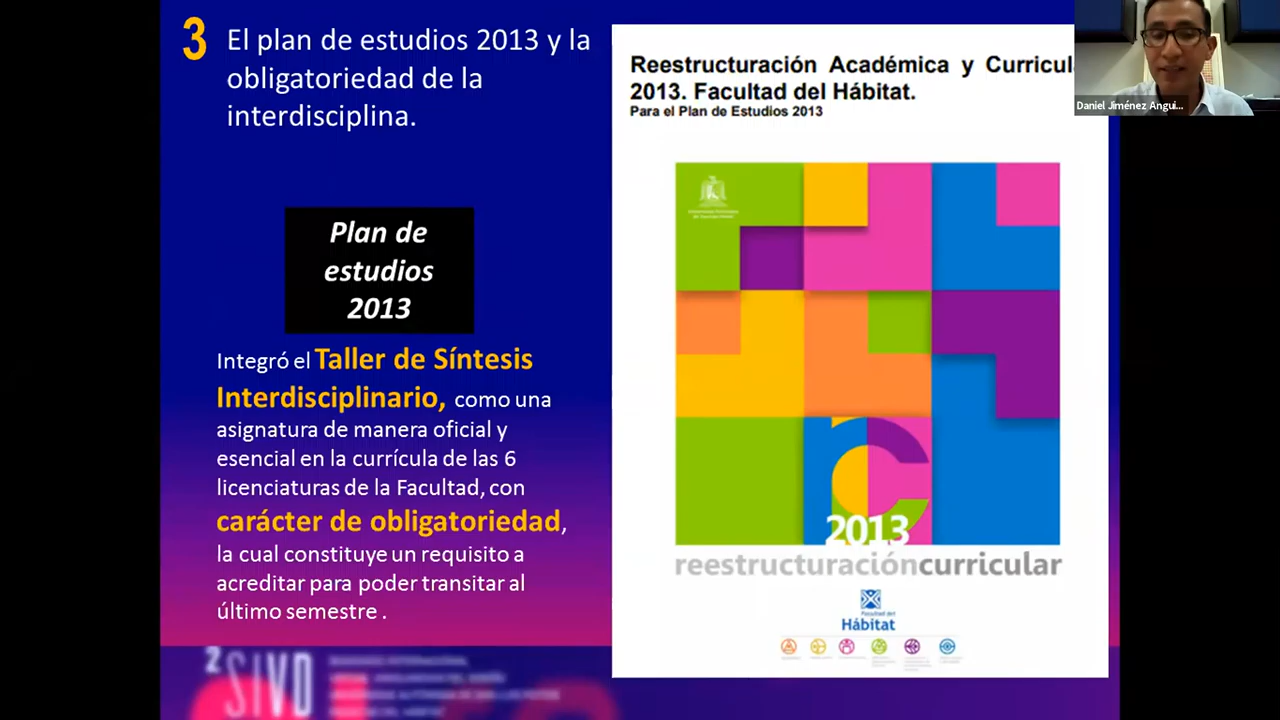 3
El plan de estudios 2013 y la
obligatoriedad de la
interdisciplina.
Plan de
estudios
2013
Integró el Taller de Síntesis
Interdisciplinario, como una
asignatura de manera oficial y
esencial en la currícula de las 6
licenciaturas de la Facultad, con
carácter de obligatoriedad,
la cual constituye un requisito a
acreditar para poder transitar al
último semestre .
2
SIVD
Reestructuración Académica y Curricul
2013. Facultad del Hábitat.
Para el Plan de Estudios 2013
rc
2013
reestructuracióncurricular
Facultad del
Hábitat
Daniel Jiménez Angui...